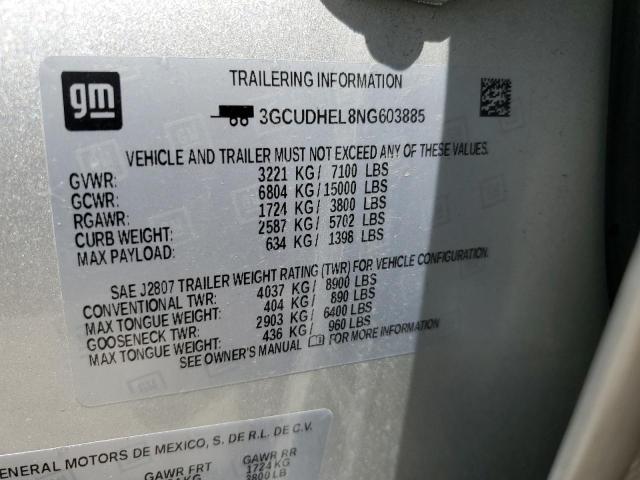 gm
TRAILERING INFORMATION
3GCUDHEL8NG603885
VEHICLE AND TRAILER MUST NOT EXCEED ANY OF THESE VALUES.
GVWR: 3221 KG/ 7100 LBS
GCWR: 6804 KG/15000 LBS
RGAWR: 1724 KG/ 3800 LBS
CURB WEIGHT: 2587 KG/ 5702 LBS
MAX PAYLOAD: 634 KG/ 1398 LBS
SAE J2807 TRAILER WEIGHT RATING (TWR) FOR VEHICLE CONFIGURATION.
CONVENTIONAL TWR: 4037 KG/ 8900 LBS
MAX TONGUE WEIGHT: 404 KG/ 890 LBS
GOOSENECK TWR: 2903 KG/ 6400 LBS
MAX TONGUE WEIGHT: 436 KG/ 960 LBS
SEE OWNER'S MANUAL FOR MORE INFORMATION
GENERAL MOTORS DE MEXICO, S. DE R.L. DE C.V.
GAWR FRT GAWR RR
KG 1724 KG
3800 LB